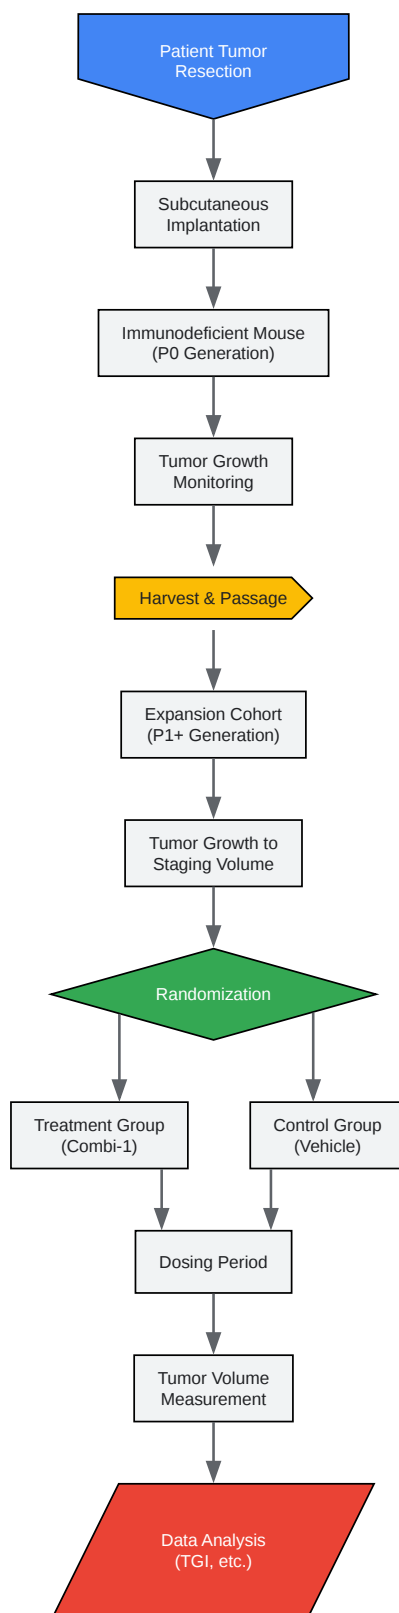 Patient Tumor
Resection
Subcutaneous
Implantation
Immunodeficient Mouse
(P0 Generation)
Tumor Growth
Monitoring
Harvest & Passage
Expansion Cohort
(P1+ Generation)
Tumor Growth to
Staging Volume
Randomization
Treatment Group
(Combi-1)
Control Group
(Vehicle)
Dosing Period
Tumor Volume
Measurement
Data Analysis
(TGI, etc.)